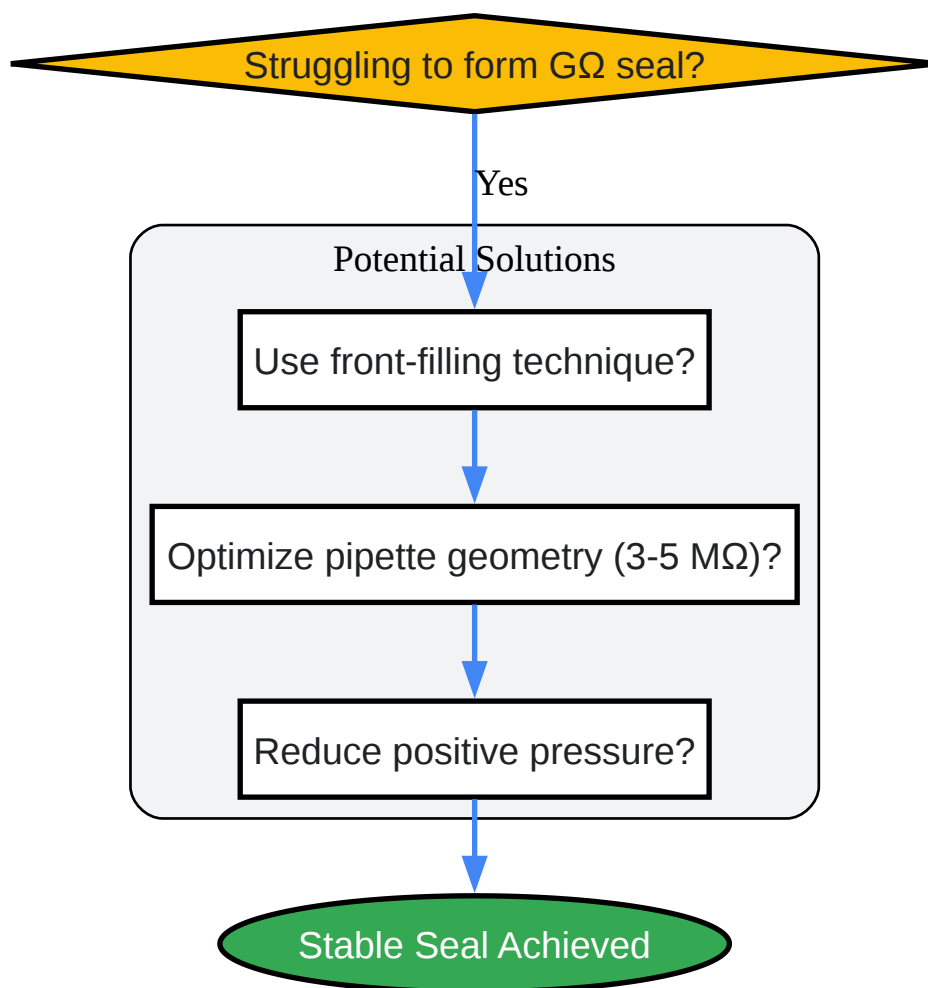 Struggling to form GΩ seal?
Yes
Potential Solutions
Use front-filling technique?
Optimize pipette geometry (3-5 MΩ)?
Reduce positive pressure?
Stable Seal Achieved